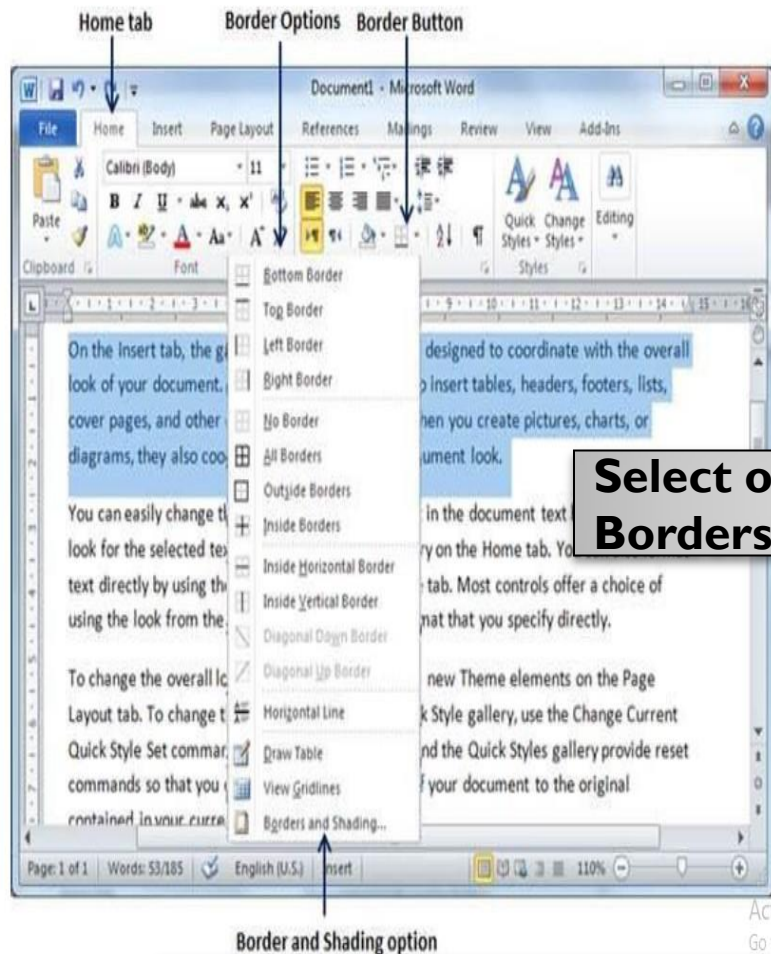 Home tab
Border Options
Border Button
Document1 - Microsoft Word
File Home Insert Page Layout References Mailings Review View Add-Ins
Calibri (Body) 11
Paste
B I U abc x, x'
Aa A
Quick Styles
Change Styles
Editing
Clipboard
Font
Styles
Bottom Border
Top Border
Left Border
Right Border
No Border
All Borders
Outside Borders
Inside Borders
Inside Horizontal Border
Inside Vertical Border
Diagonal Down Border
Diagonal Up Border
Horizontal Line
Draw Table
View Gridlines
Borders and Shading...
On the Insert tab, the ga designed to coordinate with the overall
look of your document. insert tables, headers, footers, lists,
cover pages, and other hen you create pictures, charts, or
diagrams, they also coo ument look.
You can easily change t in the document text
look for the selected te y on the Home tab.
text directly by using the tab. Most controls offer a choice of
using the look from the mat that you specify directly.
To change the overall lo new Theme elements on the Page
Layout tab. To change t k Style gallery, use the Change Current
Quick Style Set comman nd the Quick Styles gallery provide reset
commands so that you f your document to the original
contained in your curre
Select o
Borders
Page: 1 of 1 Words: 53/185 English (U.S.) Insert 110%
Border and Shading option
Ac
Go